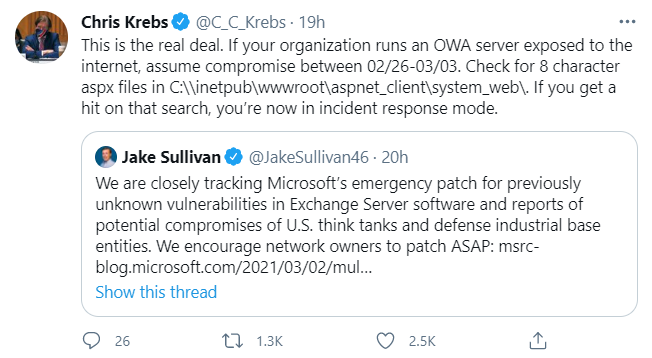 Chris Krebs @C_C_Krebs · 19h
This is the real deal. If your organization runs an OWA server exposed to the
internet, assume compromise between 02/26-03/03. Check for 8 character
aspx files in C:\\inetpub\wwwroot\aspnet_client\system_web\. If you get a
hit on that search, you’re now in incident response mode.
Jake Sullivan @JakeSullivan46 · 20h
We are closely tracking Microsoft’s emergency patch for previously
unknown vulnerabilities in Exchange Server software and reports of
potential compromises of U.S. think tanks and defense industrial base
entities. We encourage network owners to patch ASAP: msrc-
blog.microsoft.com/2021/03/02/mul...
Show this thread
26 1.3K 2.5K